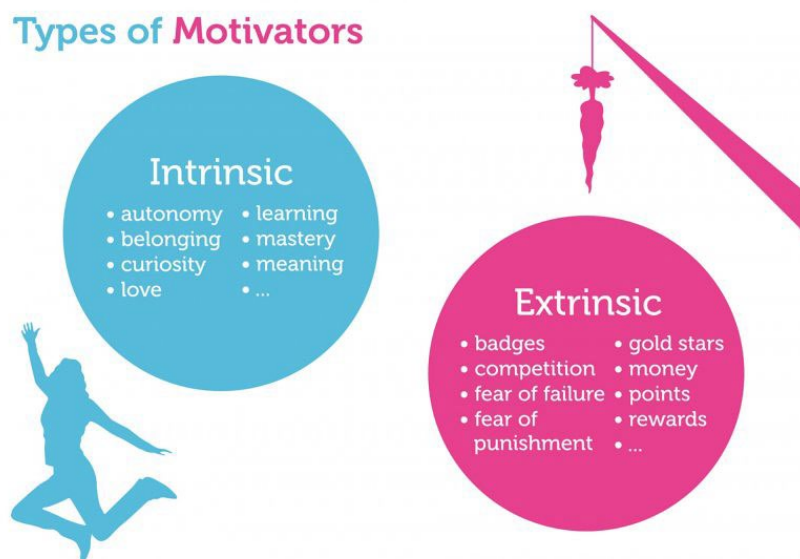 Types of Motivators
Intrinsic
• autonomy
• belonging
• curiosity
• love
• learning
• mastery
• meaning
• ...
Extrinsic
• badges
• competition
• fear of failure
• fear of
punishment
• gold stars
• money
• points
• rewards
• ...